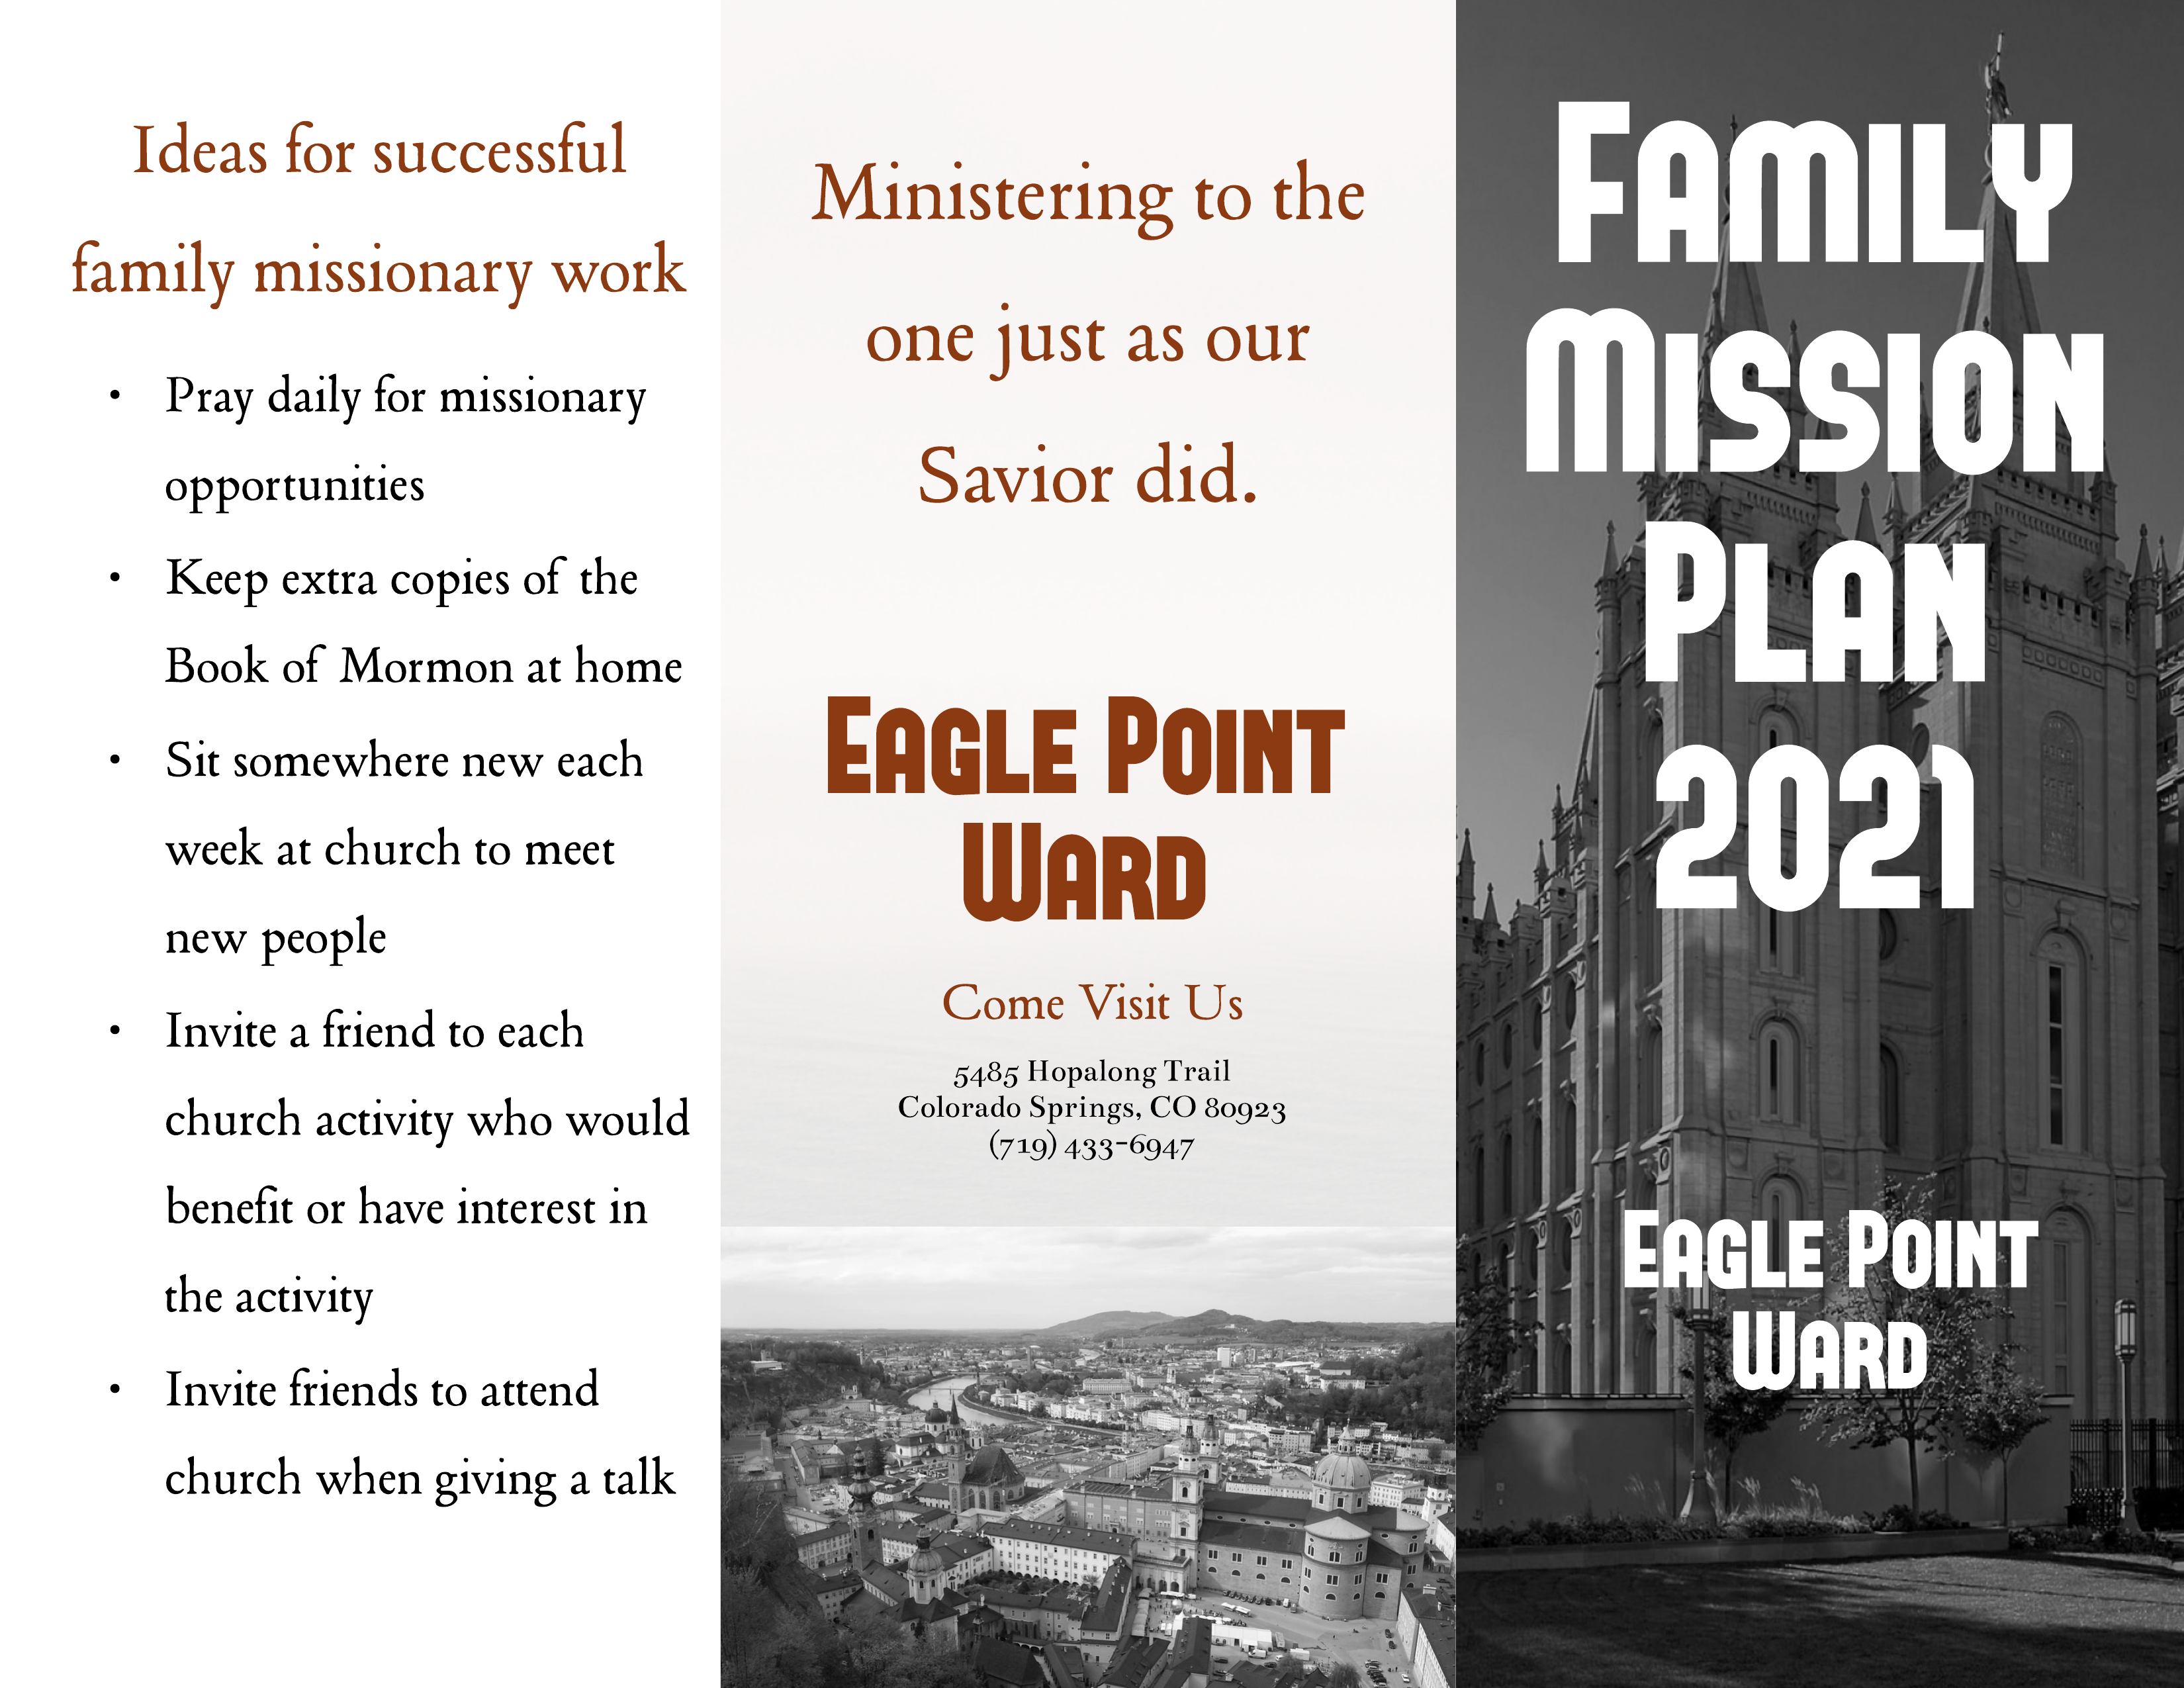 Ideas for successful
family missionary work
• Pray daily for missionary
opportunities
• Keep extra copies of the
Book of Mormon at home
• Sit somewhere new each
week at church to meet
new people
• Invite a friend to each
church activity who would
benefit or have interest in
the activity
• Invite friends to attend
church when giving a talk
Ministering to the
one just as our
Savior did.
Eagle Point
Ward
Come Visit Us
5485 Hopalong Trail
Colorado Springs, CO 80923
(719) 433-6947
Family
Mission
Plan
2021
Eagle Point
Ward